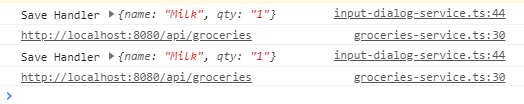 Save Handler ▶{name: "Milk", qty: "1"} input-dialog-service.ts:44
http://localhost:8080/api/groceries groceries-service.ts:30
Save Handler ▶{name: "Milk", qty: "1"} input-dialog-service.ts:44
http://localhost:8080/api/groceries groceries-service.ts:30
>